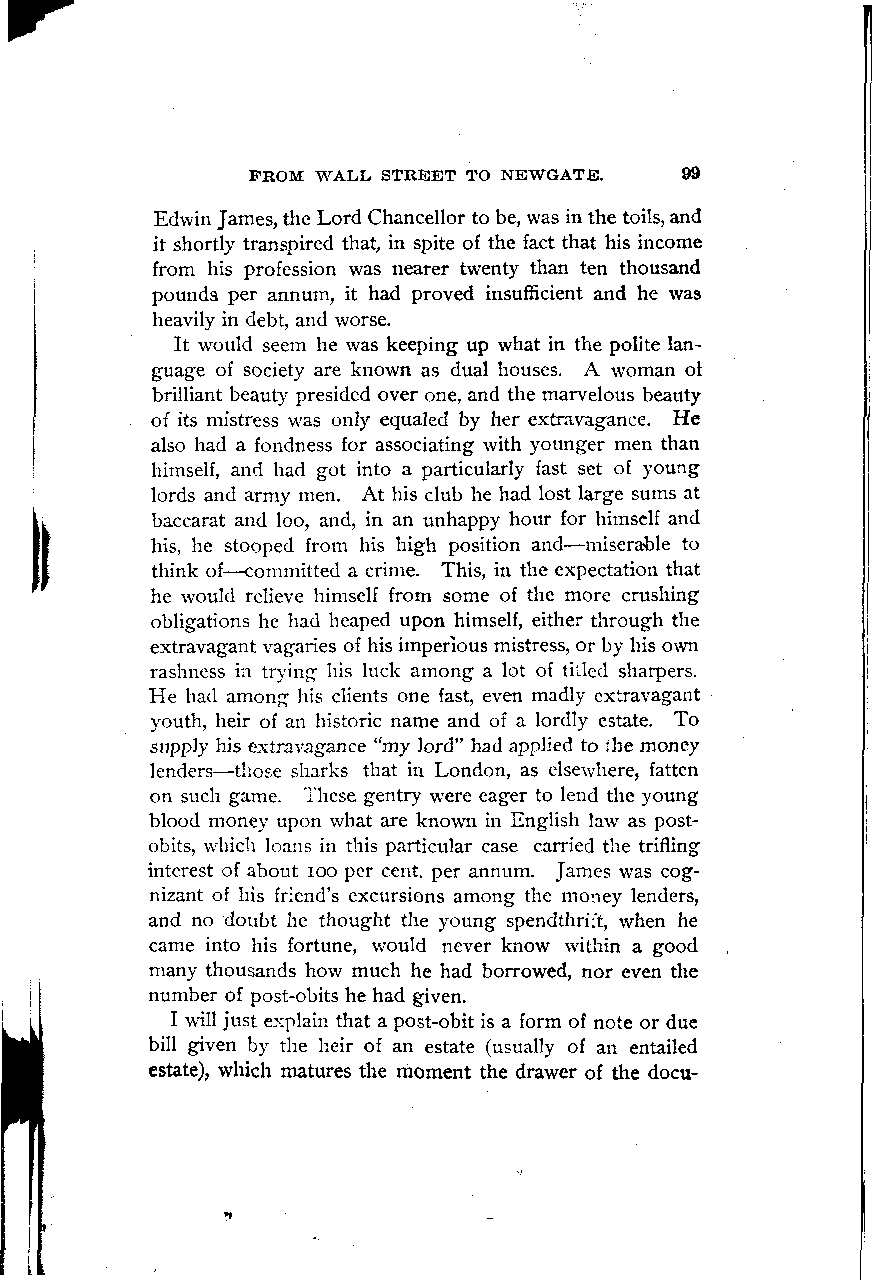 FROM WALL STREET TO NEWGATE. 99
Edwin James, the Lord Chancellor to be, was in the toils, and
it shortly transpired that, in spite of the fact that his income
from his profession was nearer twenty than ten thousand
pounds per annum, it had proved insufficient and he was
heavily in debt, and worse.
It would seem he was keeping up what in the polite lan-
guage of society are known as dual houses. A woman of
brilliant beauty presided over one, and the marvelous beauty
of its mistress was only equaled by her extravagance. He
also had a fondness for associating with younger men than
himself, and had got into a particularly fast set of young
lords and army men. At his club he had lost large sums at
baccarat and loo, and, in an unhappy hour for himself and
his, he stooped from his high position and—miserable to
think of—committed a crime. This, in the expectation that
he would relieve himself from some of the more crushing
obligations he had heaped upon himself, either through the
extravagant vagaries of his imperious mistress, or by his own
rashness in trying his luck among a lot of titled sharpers.
He had among his clients one fast, even madly extravagant
youth, heir of an historic name and of a lordly estate. To
supply his extravagance "my lord" had applied to the money
lenders—those sharks that in London, as elsewhere, fatten
on such game. These gentry were eager to lend the young
blood money upon what are known in English law as post-
obits, which loans in this particular case carried the trifling
interest of about 100 per cent. per annum. James was cog-
nizant of his friend's excursions among the money lenders,
and no doubt he thought the young spendthrift, when he
came into his fortune, would never know within a good
many thousands how much he had borrowed, nor even the
number of post-obits he had given.
I will just explain that a post-obit is a form of note or due
bill given by the heir of an estate (usually of an entailed
estate), which matures the moment the drawer of the docu-